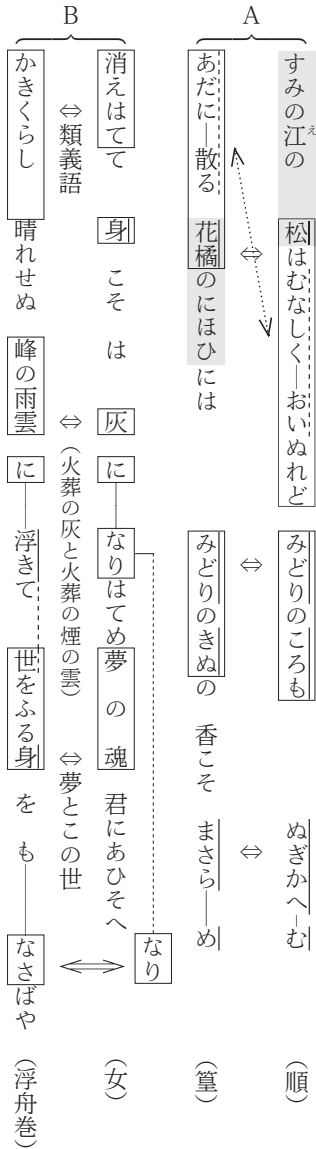 A
すみの江の 松はむなしく―おいぬれど みどりのころも ぬぎかへ―む (順)
え
⇔ ⇔ ⇔
あだに―散る 花橘のにほひには みどりのきぬの 香こそ まさら―め (篁)
B
なり
消えはてて 身こそは 灰に―なりはてめ 夢の魂 君にあひそへ (女)
⇔類義語 ⇔(火葬の灰と火葬の煙の雲) ⇔夢とこの世
かきくらし 晴れせぬ 峰の雨雲に―浮きて 世をふる身をも―なさばや (浮舟巻)